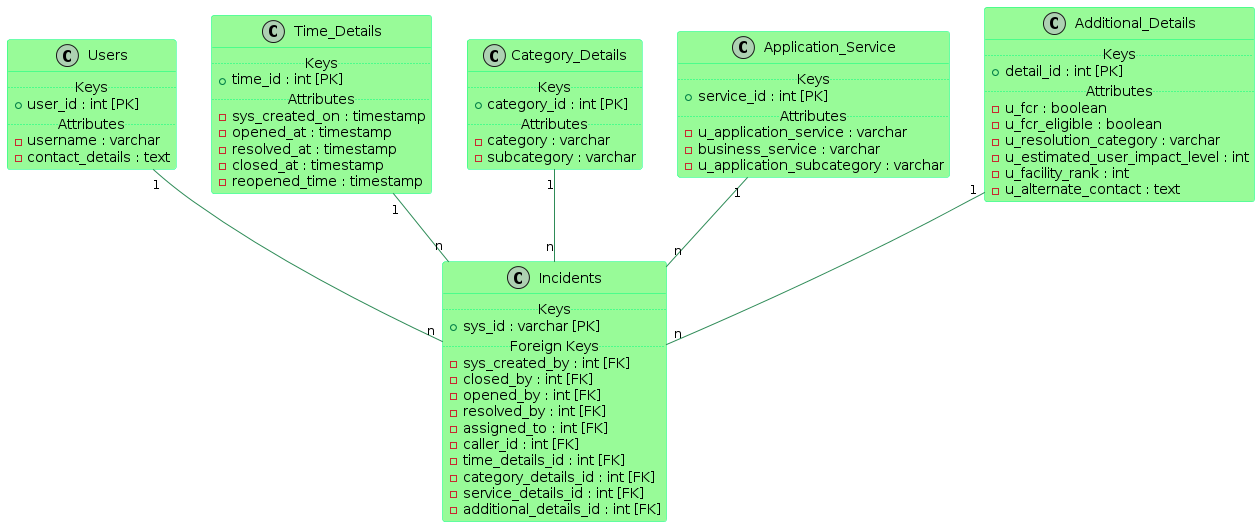 C Users
Keys
user_id : int [PK]
Attributes
username : varchar
contact_details : text
C Time_Details
Keys
time_id : int [PK]
Attributes
sys_created_on : timestamp
opened_at : timestamp
resolved_at : timestamp
closed_at : timestamp
reopened_time : timestamp
C Category_Details
Keys
category_id : int [PK]
Attributes
category : varchar
subcategory : varchar
C Application_Service
Keys
service_id : int [PK]
Attributes
u_application_service : varchar
business_service : varchar
u_application_subcategory : varchar
C Additional_Details
Keys
detail_id : int [PK]
Attributes
u_fcr : boolean
u_fcr_eligible : boolean
u_resolution_category : varchar
u_estimated_user_impact_level : int
u_facility_rank : int
u_alternate_contact : text
1
1
1
1
1
n
n
n
n
n
C Incidents
Keys
sys_id : varchar [PK]
Foreign Keys
sys_created_by : int [FK]
closed_by : int [FK]
opened_by : int [FK]
resolved_by : int [FK]
assigned_to : int [FK]
caller_id : int [FK]
time_details_id : int [FK]
category_details_id : int [FK]
service_details_id : int [FK]
additional_details_id : int [FK]